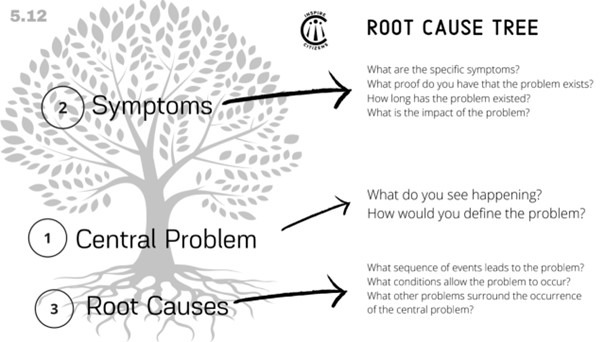 5.12
INSPIRE
CITIZENS
ROOT CAUSE TREE
2 Symptoms
What are the specific symptoms?
What proof do you have that the problem exists?
How long has the problem existed?
What is the impact of the problem?
1 Central Problem
What do you see happening?
How would you define the problem?
3 Root Causes
What sequence of events leads to the problem?
What conditions allow the problem to occur?
What other problems surround the occurrence
of the central problem?